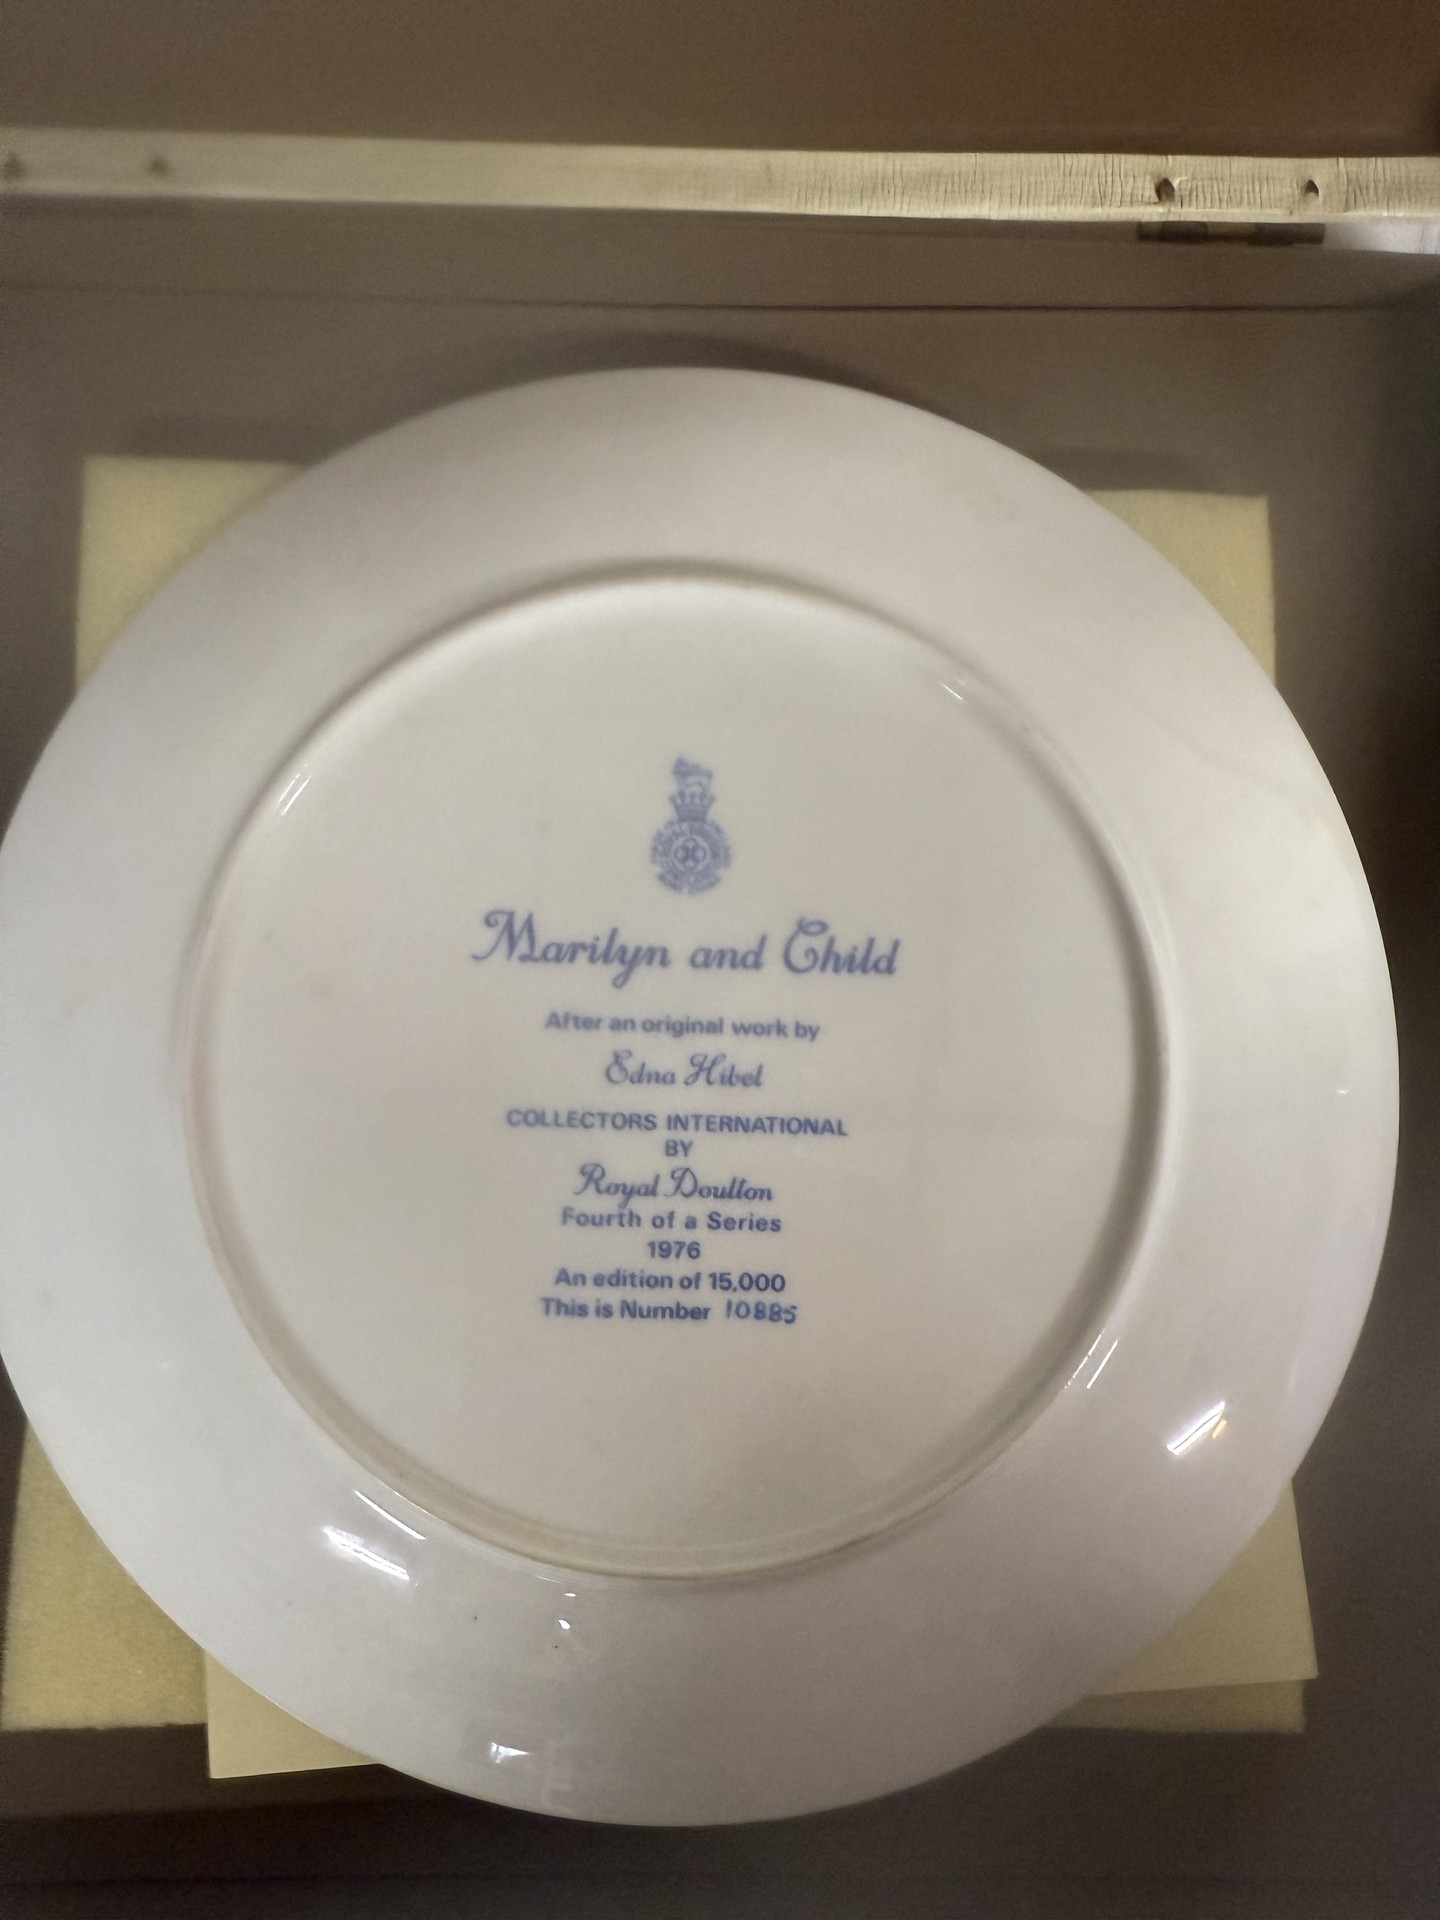 Marilyn and Child
After an original work by
Edna Hibel
COLLECTORS INTERNATIONAL
BY
Royal Doulton
Fourth of a Series
1976
An edition of 15,000
This is Number 10885